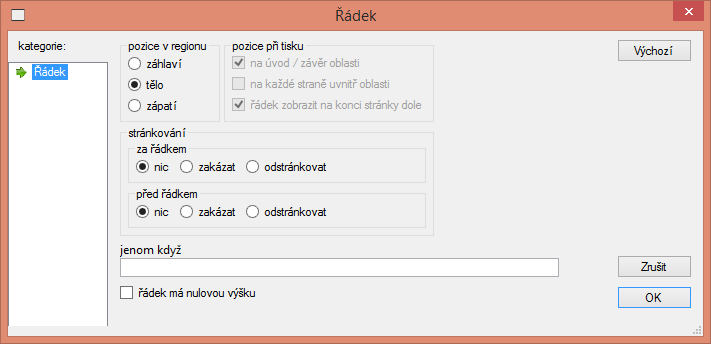 Řádek
kategorie:
Řádek
pozice v regionu
záhlaví
tělo
zápatí
pozice při tisku
na úvod / závěr oblasti
na každé straně uvnitř oblasti
řádek zobrazit na konci stránky dole
Výchozí
stránkování
za řádkem
nic zakázat odstránkovat
před řádkem
nic zakázat odstránkovat
jenom když
řádek má nulovou výšku
Zrušit
OK